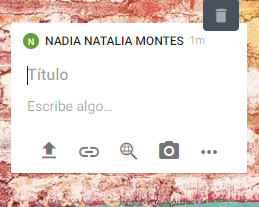 N NADIA NATALIA MONTES 1m
Título
Escribe algo...